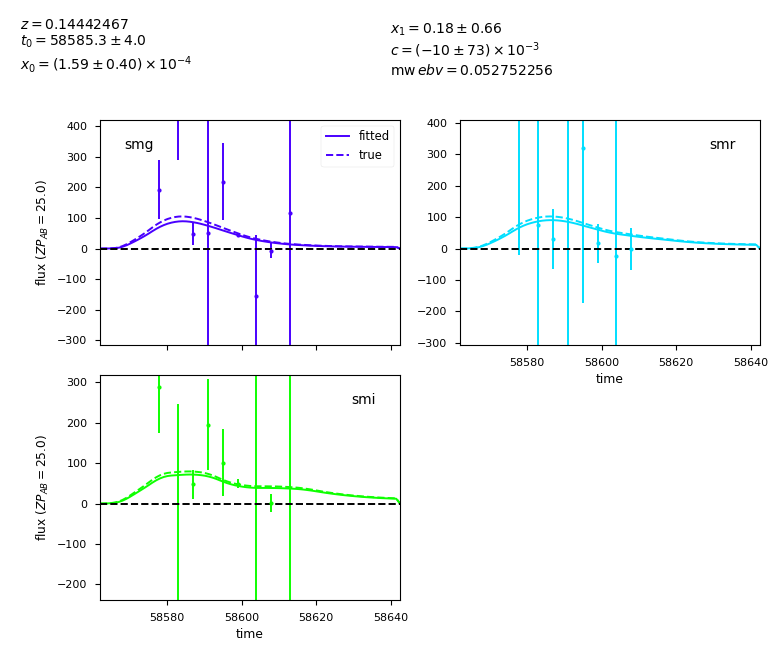 z = 0.14442467
t₀ = 58585.3 ± 4.0
x₀ = (1.59 ± 0.40) × 10⁻⁴
x₁ = 0.18 ± 0.66
c = (−10 ± 73) × 10⁻³
mw ebv = 0.052752256
smg
fitted
true
400
300
200
100
0
−100
−200
−300
flux (ZP_AB = 25.0)
smr
400
300
200
100
0
−100
−200
−300
58580 58600 58620 58640
time
smi
300
200
100
0
−100
−200
flux (ZP_AB = 25.0)
58580 58600 58620 58640
time